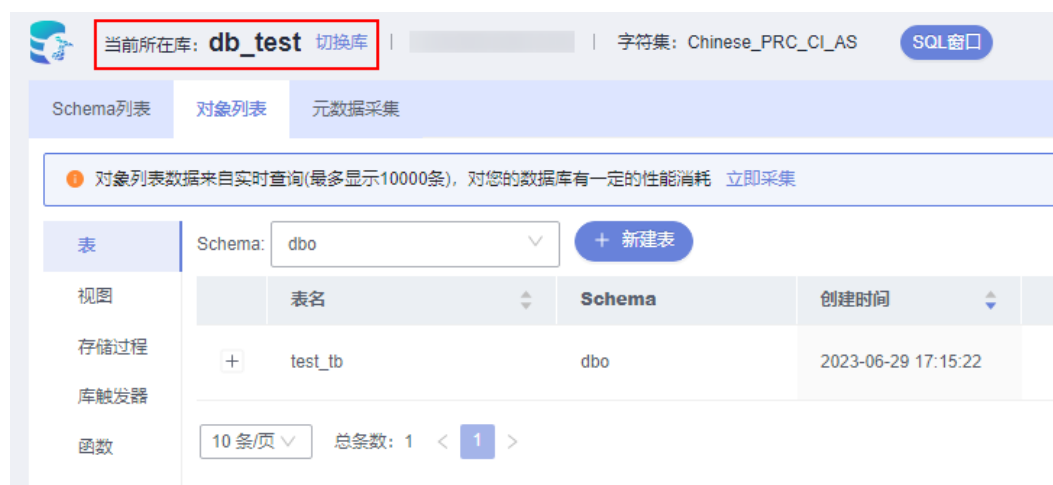 当前所在库：db_test 切换库 | | 字符集：Chinese_PRC_CI_AS SQL窗口
Schema列表 对象列表 元数据采集
对象列表数据来自实时查询(最多显示10000条)，对您的数据库有一定的性能消耗 立即采集
表 Schema: dbo + 新建表
视图 表名 Schema 创建时间
存储过程 + test_tb dbo 2023-06-29 17:15:22
库触发器
函数 10 条/页 总条数：1 < 1 >